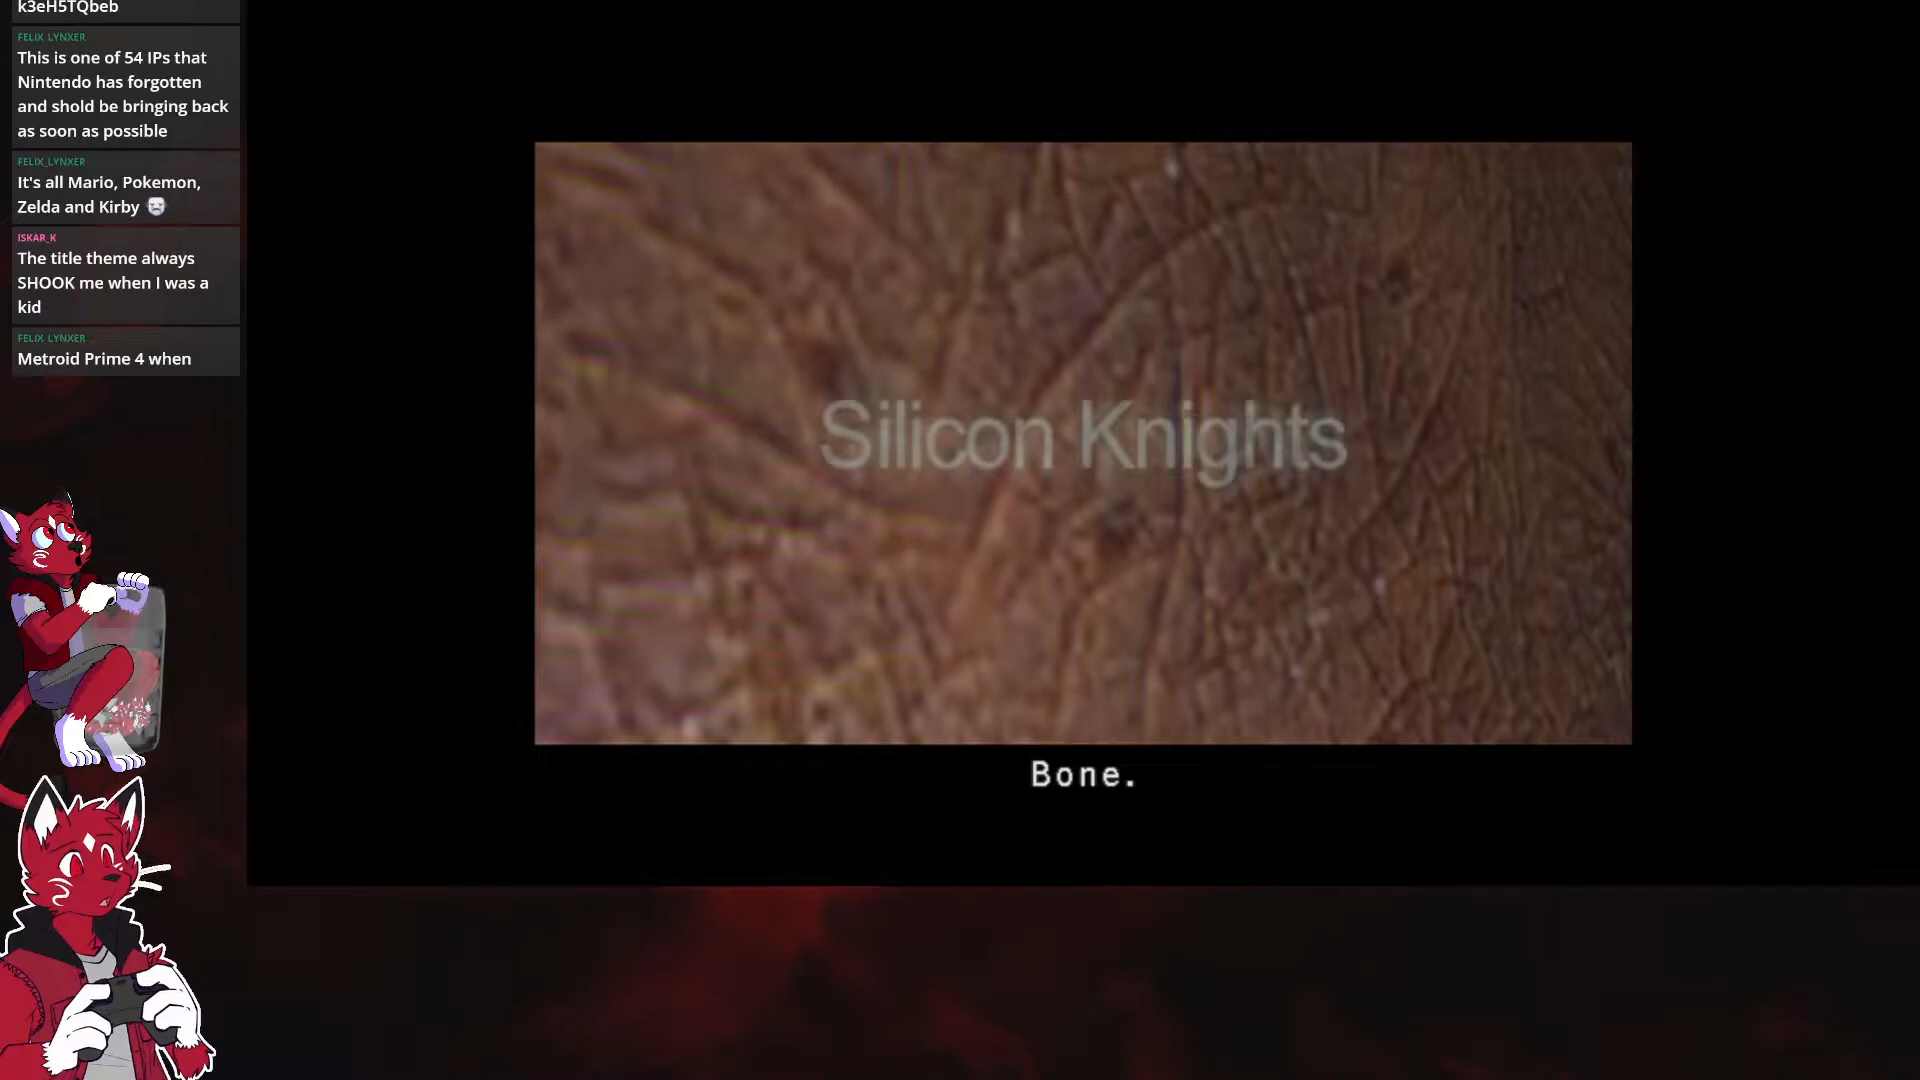 k3eH5TQbeb
FELIX_LYNXER
This is one of 54 IPs that
Nintendo has forgotten
and shold be bringing back
as soon as possible
FELIX_LYNXER
It's all Mario, Pokemon,
Zelda and Kirby
ISKAR_K
The title theme always
SHOOK me when I was a
kid
FELIX_LYNXER
Metroid Prime 4 when
Silicon Knights
Bone.